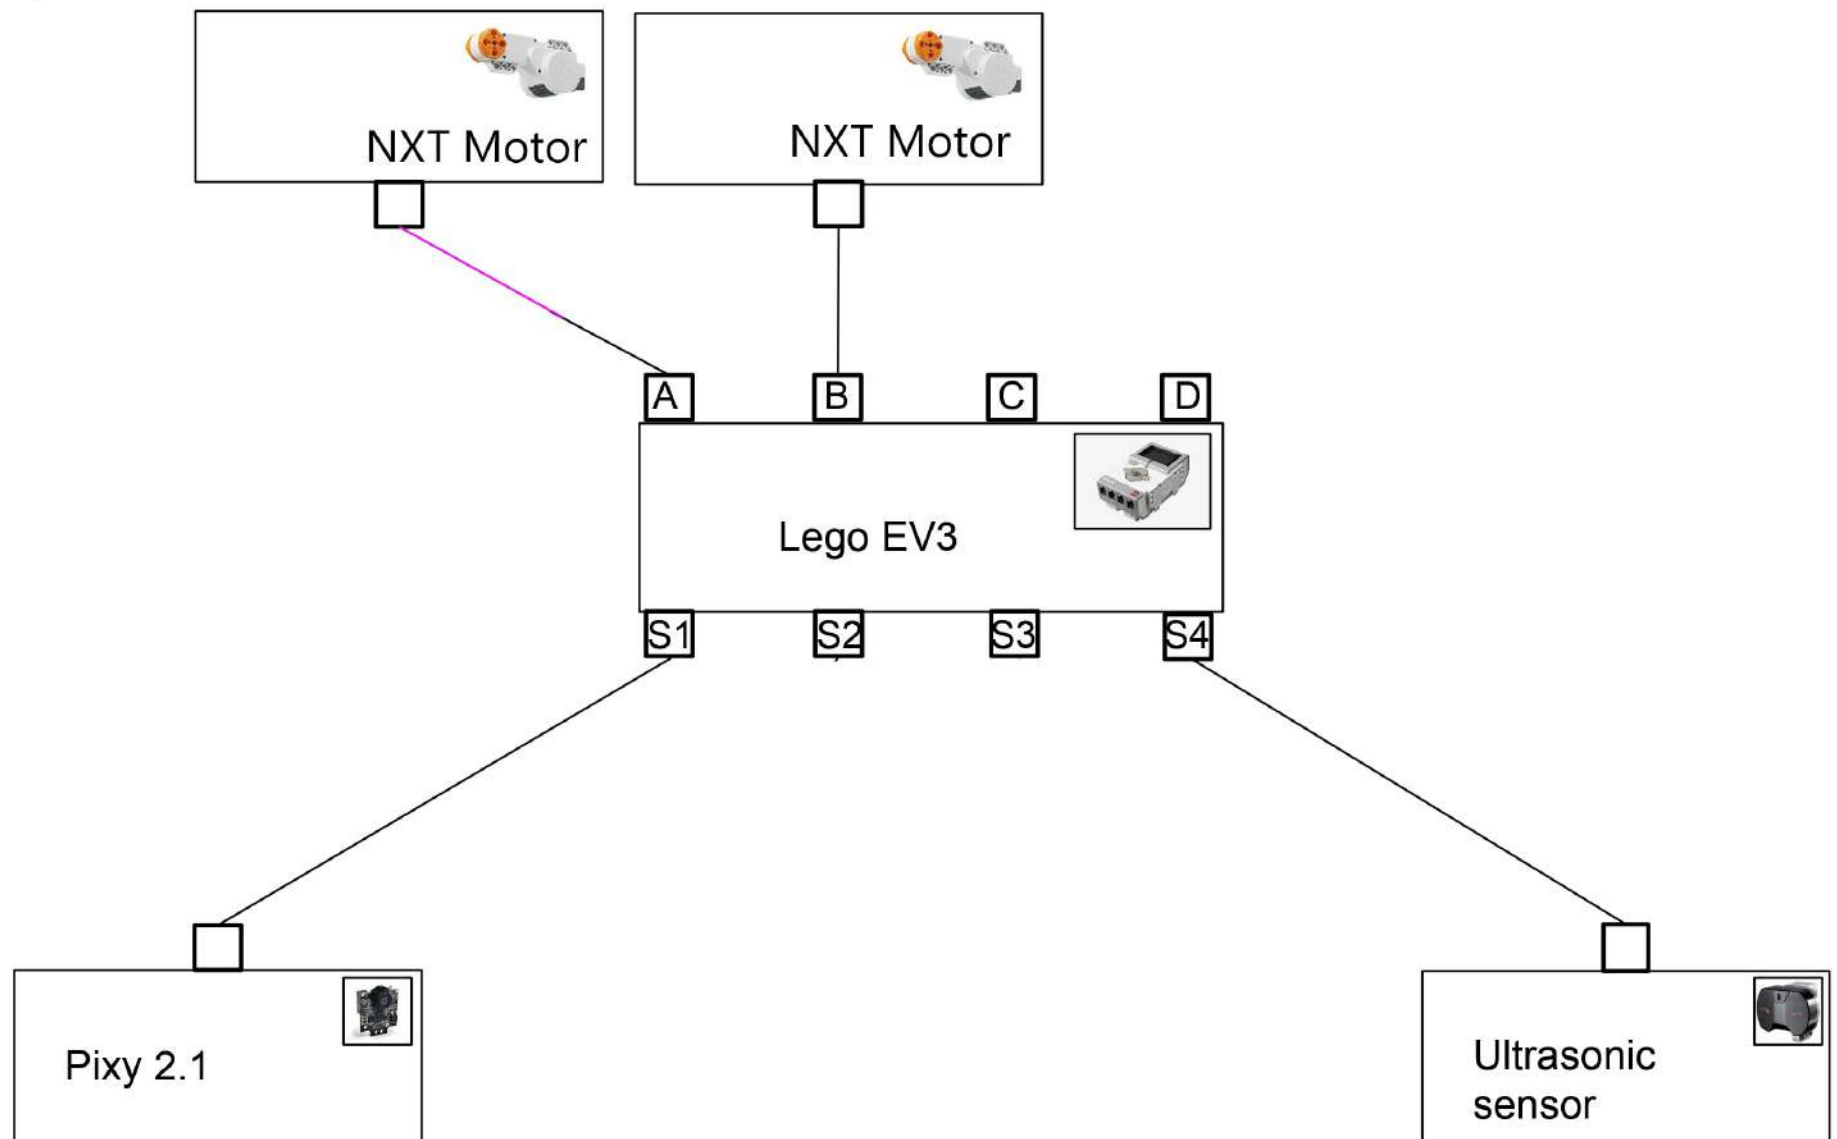 NXT Motor
NXT Motor
A
B
C
D
Lego EV3
S1
S2
S3
S4
Pixy 2.1
Ultrasonic
sensor